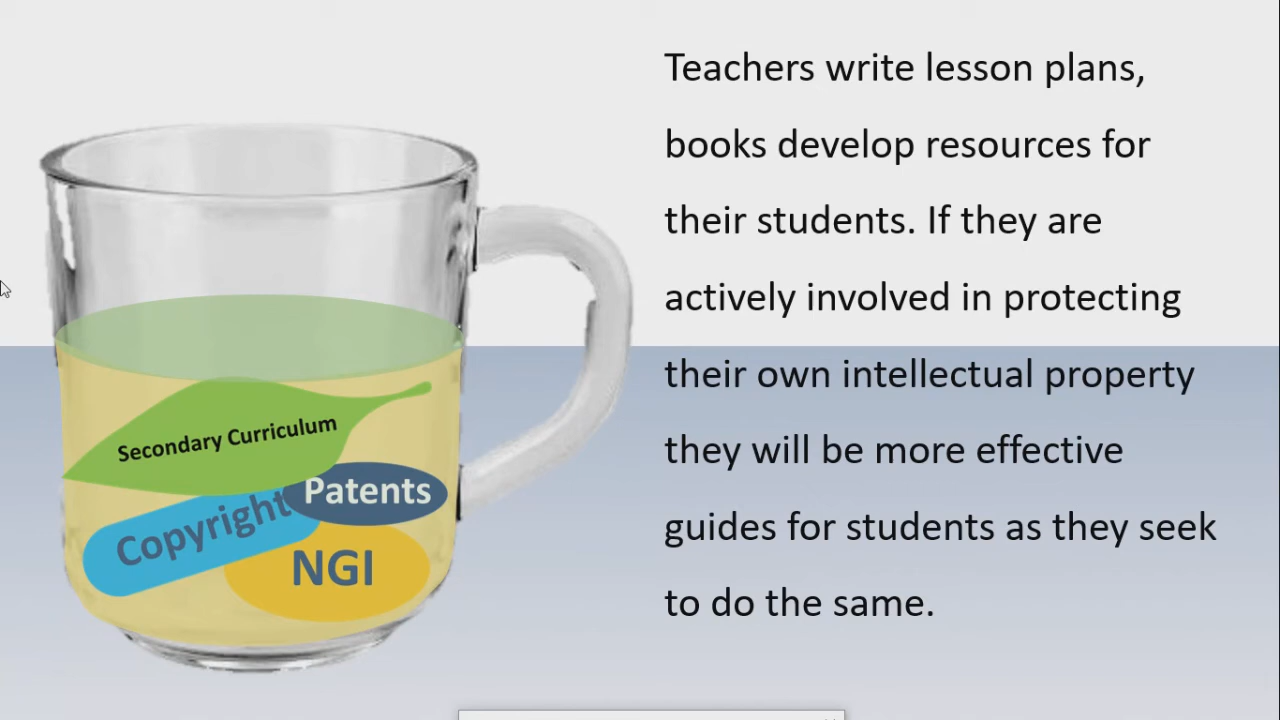 Teachers write lesson plans,
books develop resources for
their students. If they are
actively involved in protecting
their own intellectual property
they will be more effective
guides for students as they seek
to do the same.
Secondary Curriculum
Patents
Copyright
NGI